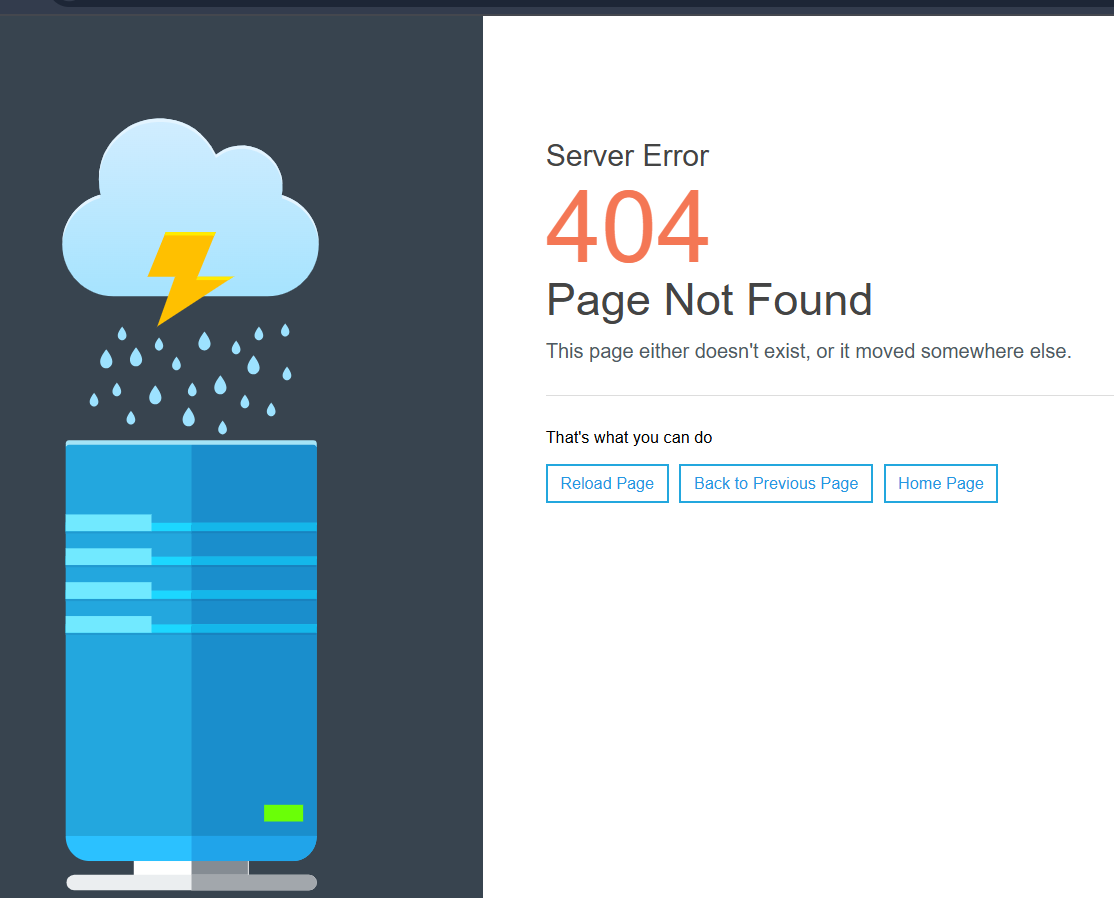 Server Error
404
Page Not Found
This page either doesn't exist, or it moved somewhere else.
That's what you can do
Reload Page Back to Previous Page Home Page